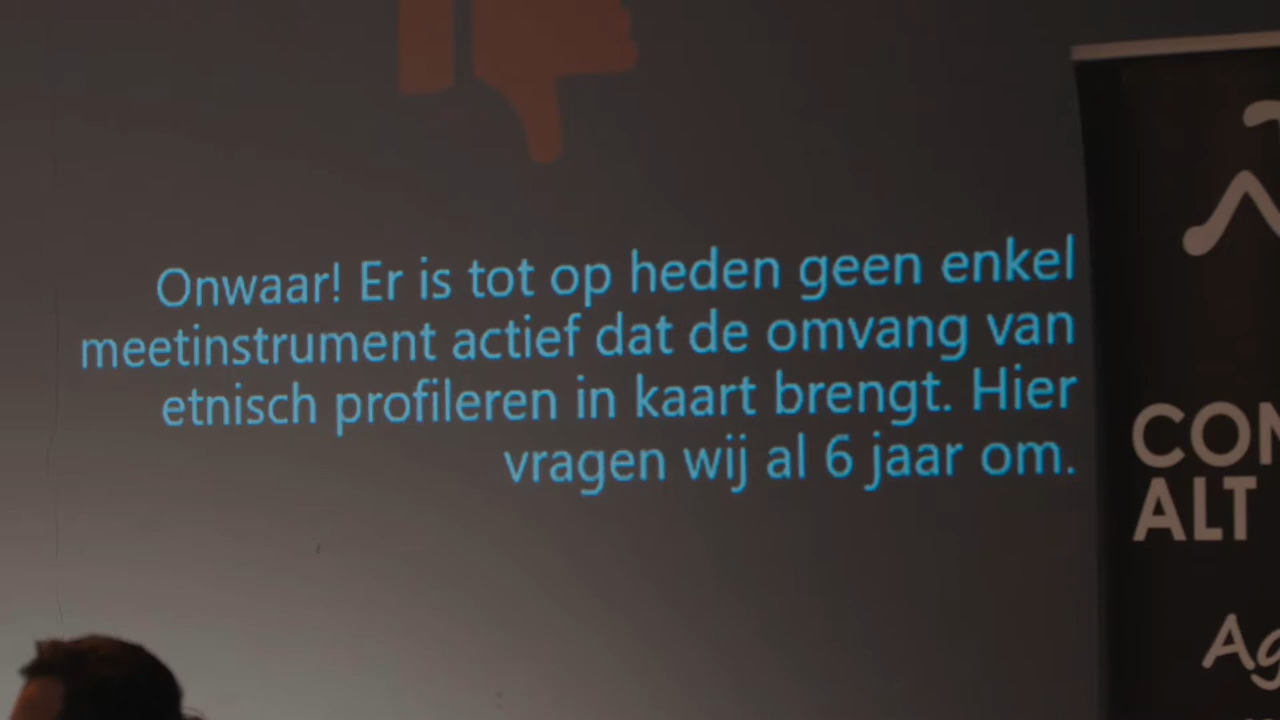 Onwaar! Er is tot op heden geen enkel
meetinstrument actief dat de omvang van
etnisch profileren in kaart brengt. Hier
vragen wij al 6 jaar om.
ALT